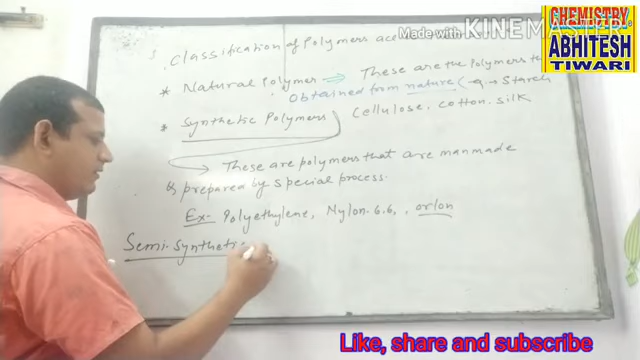 Made with KINEMASTER
CHEMISTRY
ABHITESH
TIWARI
Classification of Polymers acc
* Natural Polymer ⇒ These are the Polymers th
Obtained from nature Starch
Cellulose, cotton, silk
* Synthetic Polymers
→ These are polymers that are manmade
& prepared by special process.
Ex- Polyethylene, Nylon-6.6, , orlon
Semi-Synthetic
Like, share and subscribe